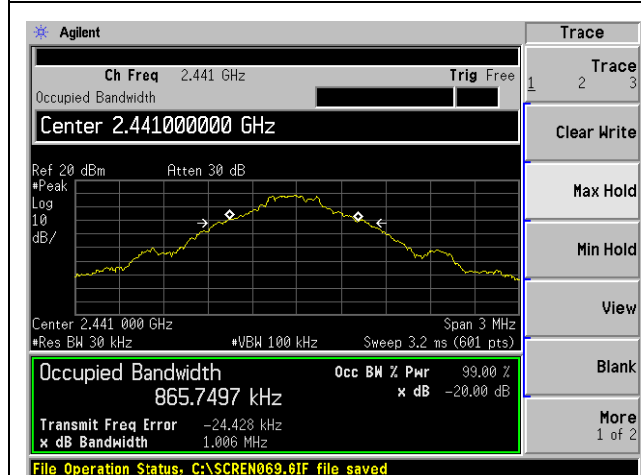 Agilent
Trace
Ch Freq 2.441 GHz Trig Free
Occupied Bandwidth
Trace
1 2 3
Center 2.441000000 GHz
Clear Write
Ref 20 dBm Atten 30 dB
#Peak
Log
10
dB/
Max Hold
Min Hold
View
Center 2.441 000 GHz Span 3 MHz
#Res BW 30 kHz #VBW 100 kHz Sweep 3.2 ms (601 pts)
Blank
Occupied Bandwidth
865.7497 kHz
Occ BW % Pwr 99.00 %
x dB -20.00 dB
Transmit Freq Error -24.428 kHz
x dB Bandwidth 1.006 MHz
More
1 of 2
File Operation Status, C:\SCREN069.GIF file saved